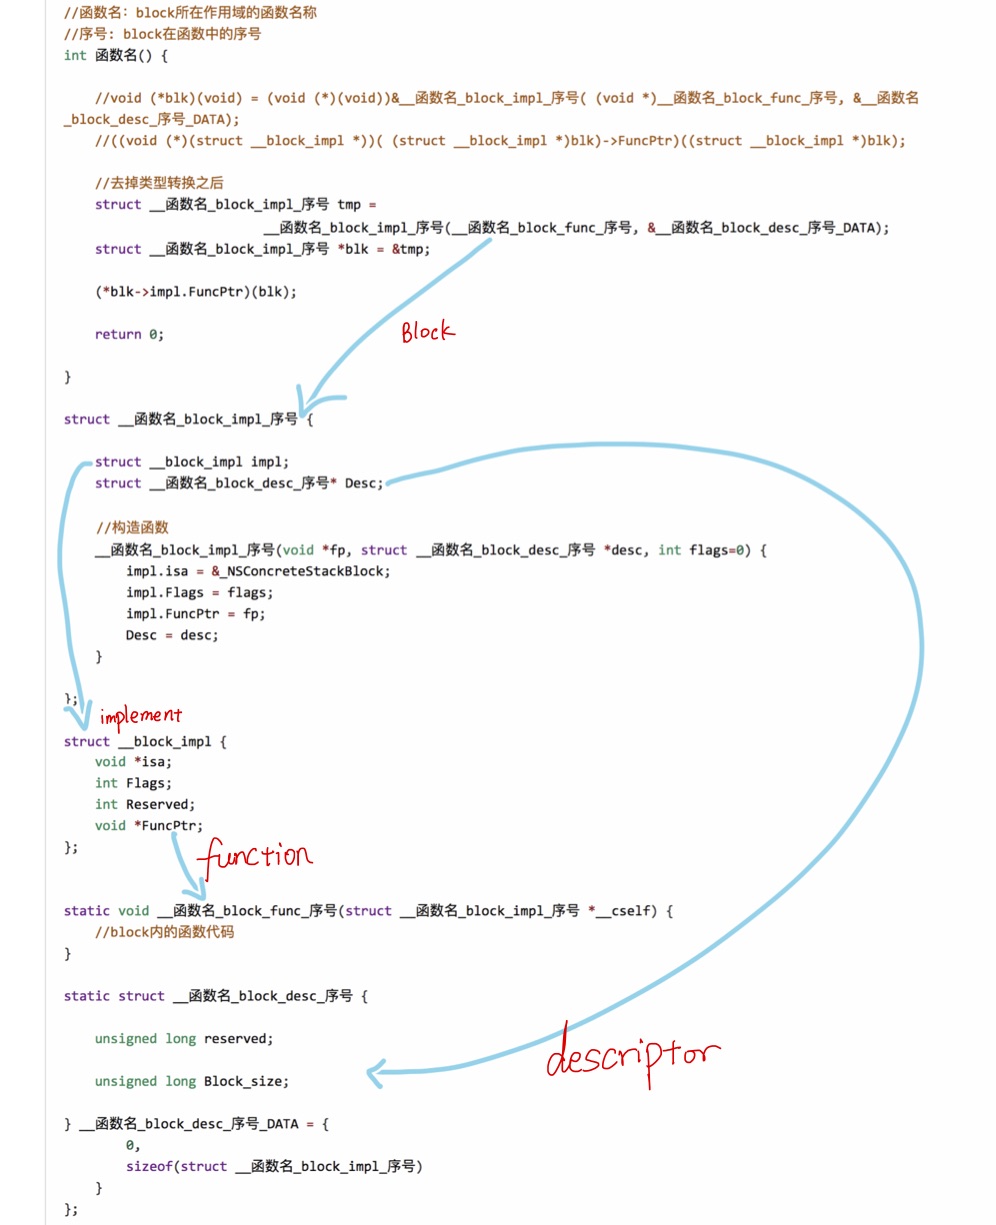 //函数名：block所在作用域的函数名称
//序号: block在函数中的序号
int 函数名() {
//void (*blk)(void) = (void (*)(void))&__函数名_block_impl_序号( (void *)__函数名_block_func_序号, &__函数名
_block_desc_序号_DATA);
//((void (*)(struct __block_impl *))( (struct __block_impl *)blk)->FuncPtr)((struct __block_impl *)blk);
//去掉类型转换之后
struct __函数名_block_impl_序号 tmp =
__函数名_block_impl_序号(__函数名_block_func_序号, &__函数名_block_desc_序号_DATA);
struct __函数名_block_impl_序号 *blk = &tmp;
(*blk->impl.FuncPtr)(blk);
Block
return 0;
}
struct __函数名_block_impl_序号 {
struct __block_impl impl;
struct __函数名_block_desc_序号* Desc;
//构造函数
__函数名_block_impl_序号(void *fp, struct __函数名_block_desc_序号 *desc, int flags=0) {
impl.isa = &_NSConcreteStackBlock;
impl.Flags = flags;
impl.FuncPtr = fp;
Desc = desc;
}
};
implement
struct __block_impl {
void *isa;
int Flags;
int Reserved;
void *FuncPtr;
};
function
static void __函数名_block_func_序号(struct __函数名_block_impl_序号 *__cself) {
//block内的函数代码
}
static struct __函数名_block_desc_序号 {
unsigned long reserved;
descriptor
unsigned long Block_size;
} __函数名_block_desc_序号_DATA = {
0,
sizeof(struct __函数名_block_impl_序号)
}
};